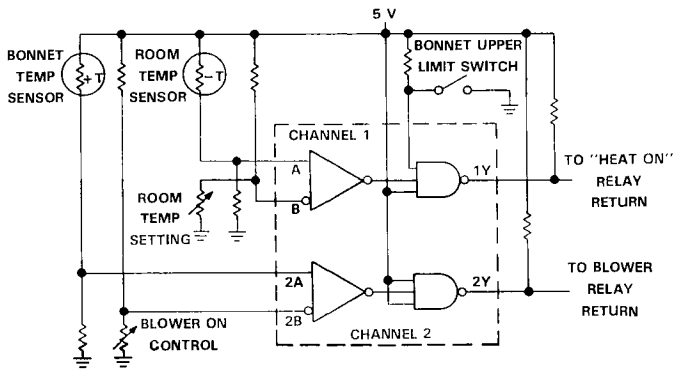 5 V
BONNET
TEMP
SENSOR
+T
ROOM
TEMP
SENSOR
-T
BONNET UPPER
LIMIT SWITCH
CHANNEL 1
A
B
1Y
TO "HEAT ON"
RELAY
RETURN
ROOM
TEMP
SETTING
2A
2B
2Y
TO BLOWER
RELAY
RETURN
BLOWER ON
CONTROL
CHANNEL 2